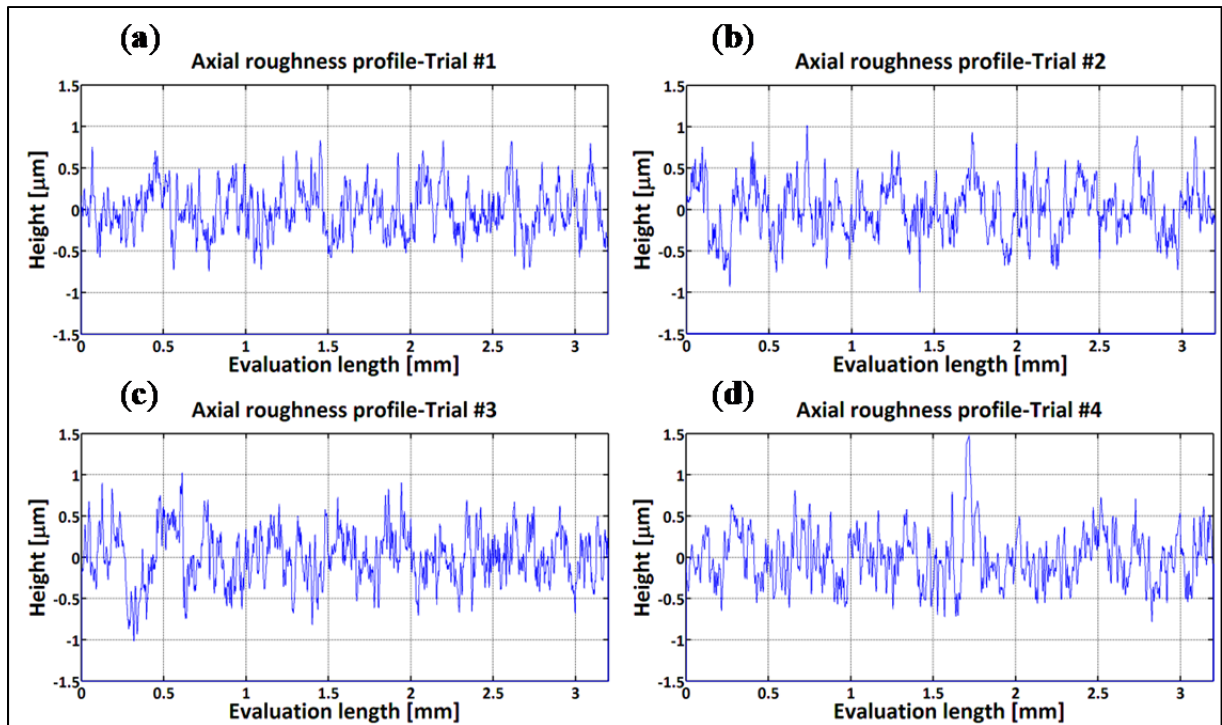 (a)
Axial roughness profile-Trial #1
Height [µm]
1.5
1
0.5
0
-0.5
-1
-1.5
0 0.5 1 1.5 2 2.5 3
Evaluation length [mm]
(b)
Axial roughness profile-Trial #2
Height [µm]
1.5
1
0.5
0
-0.5
-1
-1.5
0 0.5 1 1.5 2 2.5 3
Evaluation length [mm]
(c)
Axial roughness profile-Trial #3
Height [µm]
1.5
1
0.5
0
-0.5
-1
-1.5
0 0.5 1 1.5 2 2.5 3
Evaluation length [mm]
(d)
Axial roughness profile-Trial #4
Height [µm]
1.5
1
0.5
0
-0.5
-1
-1.5
0 0.5 1 1.5 2 2.5 3
Evaluation length [mm]